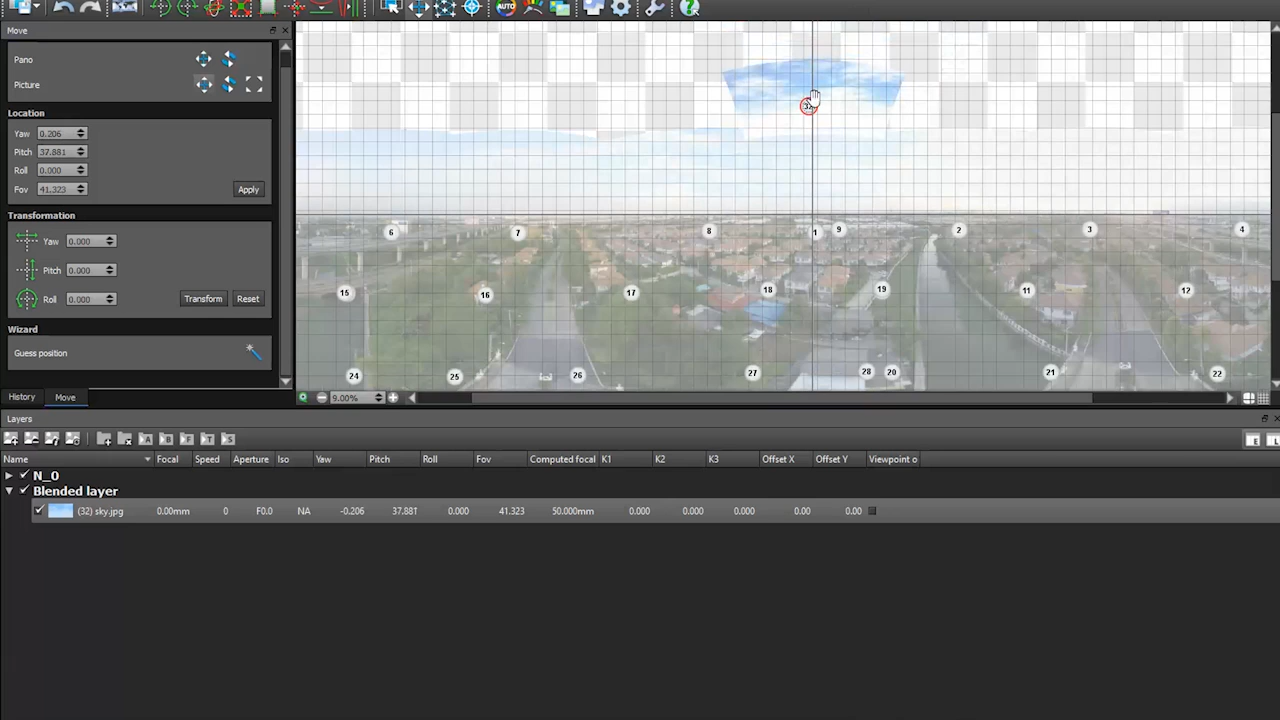 AUTO
Move
Pano
Picture
Location
Yaw 0.206
Pitch 37.881
Roll 0.000
Fov 41.323 Apply
Transformation
Yaw 0.000
Pitch 0.000
Roll 0.000 Transform Reset
Wizard
Guess position
History Move
6 7 8 1 9 2 3 4
15 16 17 18 19 11 12
24 25 26 27 28 20 21 22
9.00%
Layers
A B F T S E L
Name Focal Speed Aperture Iso Yaw Pitch Roll Fov Computed focal K1 K2 K3 Offset X Offset Y Viewpoint o
N_0
Blended layer
(32) sky.jpg 0.00mm 0 F0.0 NA -0.206 37.881 0.000 41.323 50.000mm 0.000 0.000 0.000 0.00 0.00